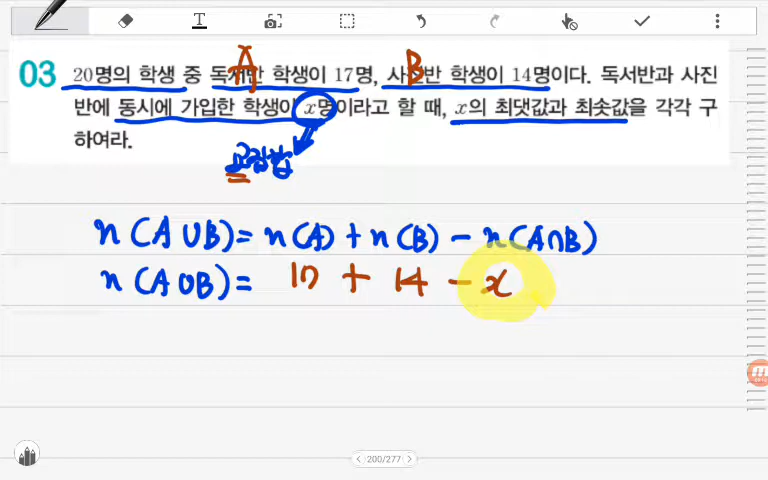 A B
03 20명의 학생 중 독서반 학생이 17명, 사진반 학생이 14명이다. 독서반과 사진
반에 동시에 가입한 학생이 x명이라고 할 때, x의 최댓값과 최솟값을 각각 구
하여라.
교집합
n(A∪B)= n(A)+n(B)-n(A∩B)
n(A∪B)= 17 + 14 - x
200/277